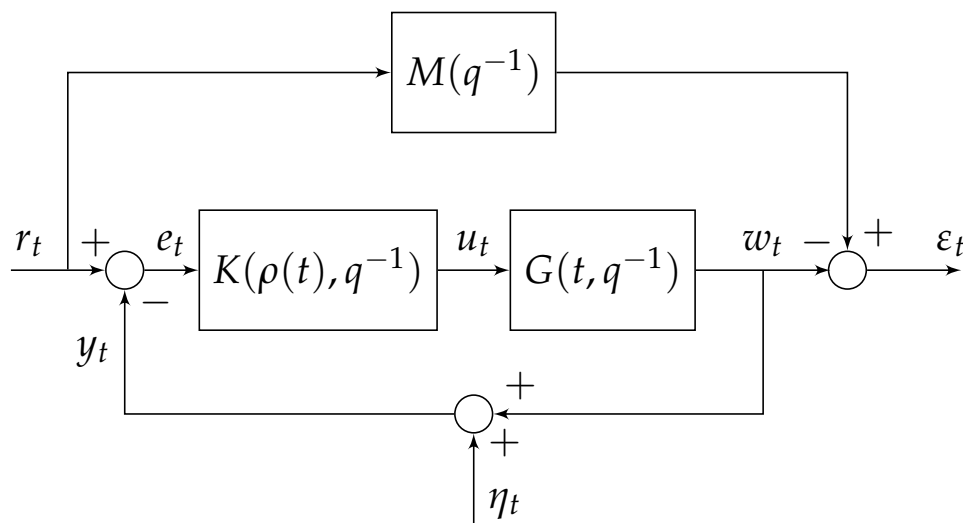 M(q⁻¹)
r_t
+
e_t
K(ρ(t), q⁻¹)
u_t
G(t, q⁻¹)
w_t
−
+
ε_t
−
y_t
+
+
η_t